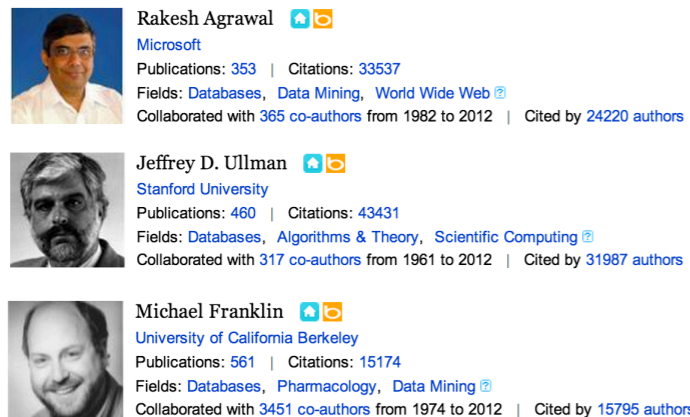 Rakesh Agrawal
Microsoft
Publications: 353 | Citations: 33537
Fields: Databases, Data Mining, World Wide Web ?
Collaborated with 365 co-authors from 1982 to 2012 | Cited by 24220 authors
Jeffrey D. Ullman
Stanford University
Publications: 460 | Citations: 43431
Fields: Databases, Algorithms & Theory, Scientific Computing ?
Collaborated with 317 co-authors from 1961 to 2012 | Cited by 31987 authors
Michael Franklin
University of California Berkeley
Publications: 561 | Citations: 15174
Fields: Databases, Pharmacology, Data Mining ?
Collaborated with 3451 co-authors from 1974 to 2012 | Cited by 15795 authors